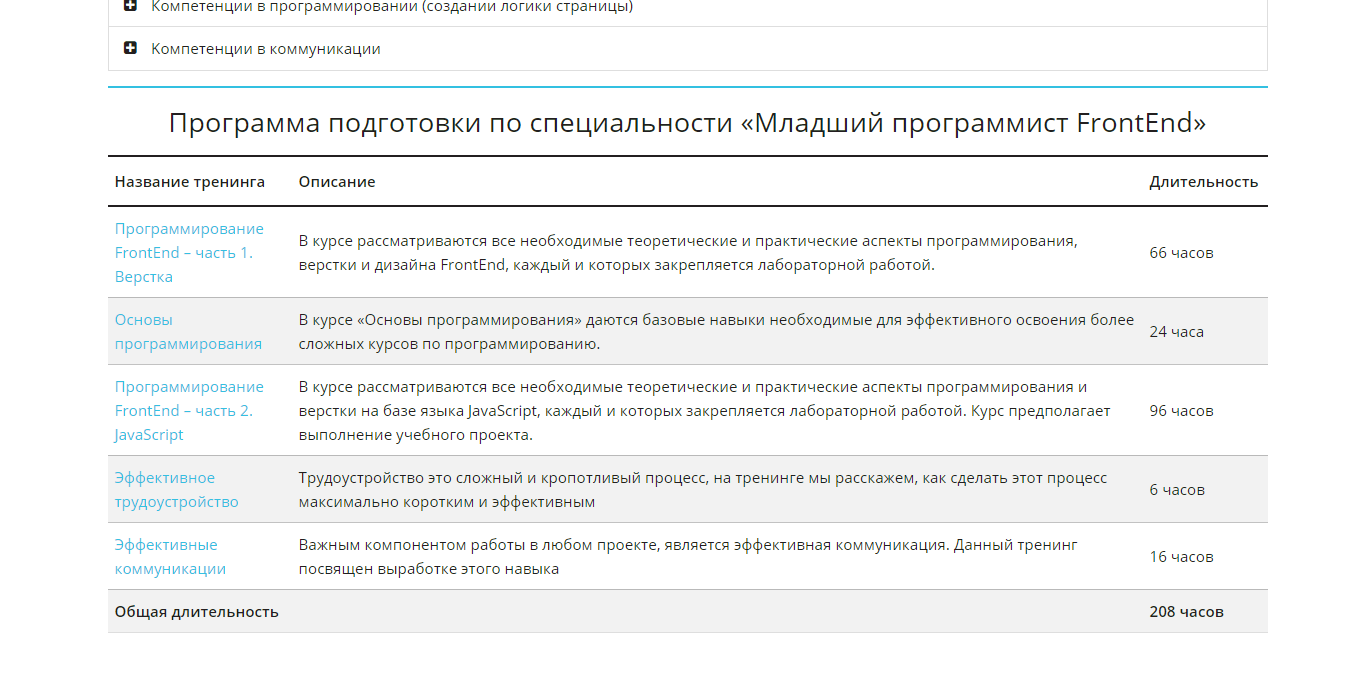 Компетенции в программировании (создании логики страницы)
Компетенции в коммуникации
Программа подготовки по специальности «Младший программист FrontEnd»
Название тренинга Описание Длительность
Программирование
FrontEnd – часть 1.
Верстка
В курсе рассматриваются все необходимые теоретические и практические аспекты программирования,
верстки и дизайна FrontEnd, каждый и которых закрепляется лабораторной работой.
66 часов
Основы
программирования
В курсе «Основы программирования» даются базовые навыки необходимые для эффективного освоения более
сложных курсов по программированию.
24 часа
Программирование
FrontEnd – часть 2.
JavaScript
В курсе рассматриваются все необходимые теоретические и практические аспекты программирования и
верстки на базе языка JavaScript, каждый и которых закрепляется лабораторной работой. Курс предполагает
выполнение учебного проекта.
96 часов
Эффективное
трудоустройство
Трудоустройство это сложный и кропотливый процесс, на тренинге мы расскажем, как сделать этот процесс
максимально коротким и эффективным
6 часов
Эффективные
коммуникации
Важным компонентом работы в любом проекте, является эффективная коммуникация. Данный тренинг
посвящен выработке этого навыка
16 часов
Общая длительность 208 часов